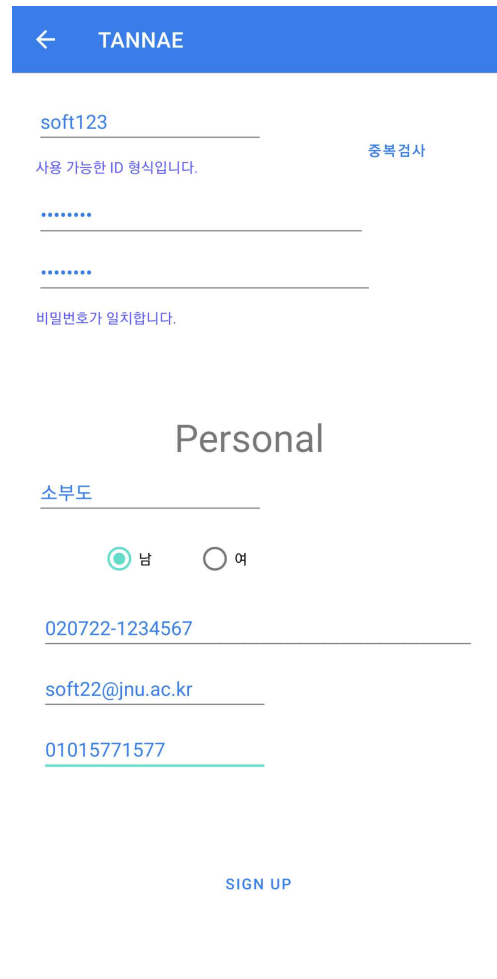 TANNAE
soft123
중복검사
사용 가능한 ID 형식입니다.
••••••••
••••••••
비밀번호가 일치합니다.
Personal
소부도
남 여
020722-1234567
soft22@jnu.ac.kr
01015771577
SIGN UP